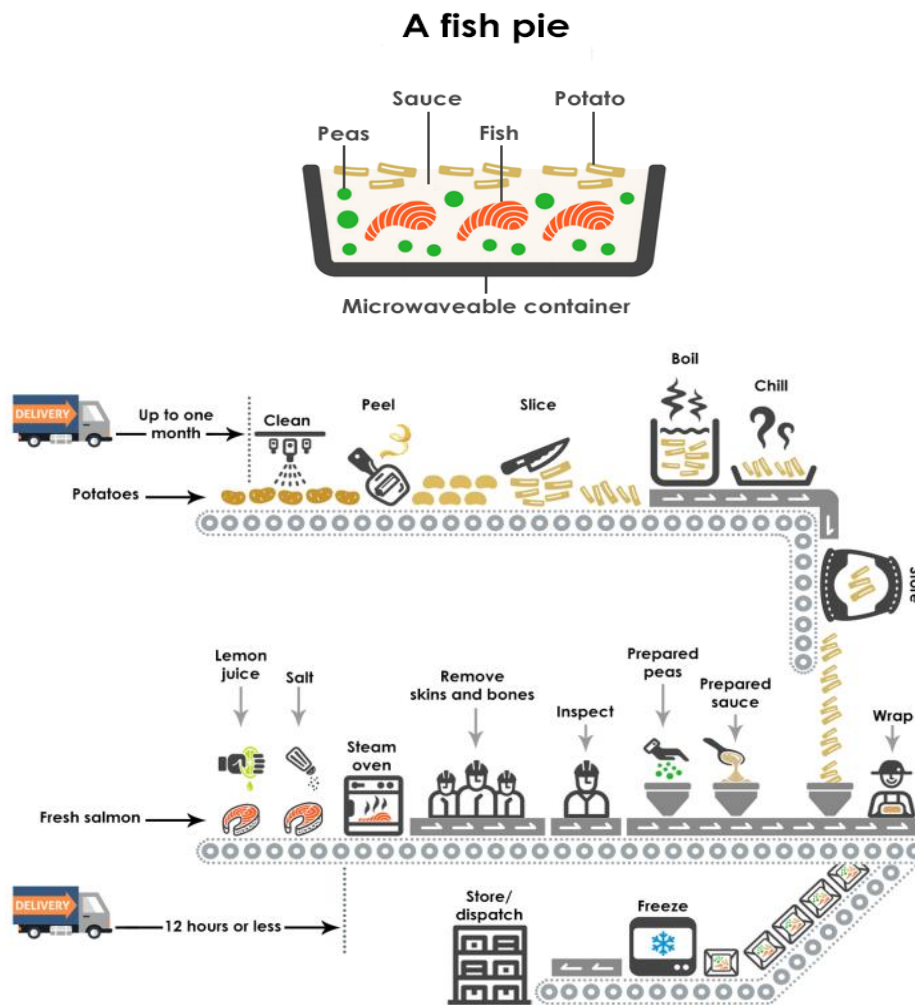 A fish pie
Sauce
Potato
Peas
Fish
Microwaveable container
DELIVERY
Up to one
month
Potatoes
Clean
Peel
Slice
Boil
Chill
Store
Fresh salmon
Lemon
juice
Salt
Steam
oven
Remove
skins and bones
Inspect
Prepared
peas
Prepared
sauce
Wrap
DELIVERY
12 hours or less
Store/
dispatch
Freeze